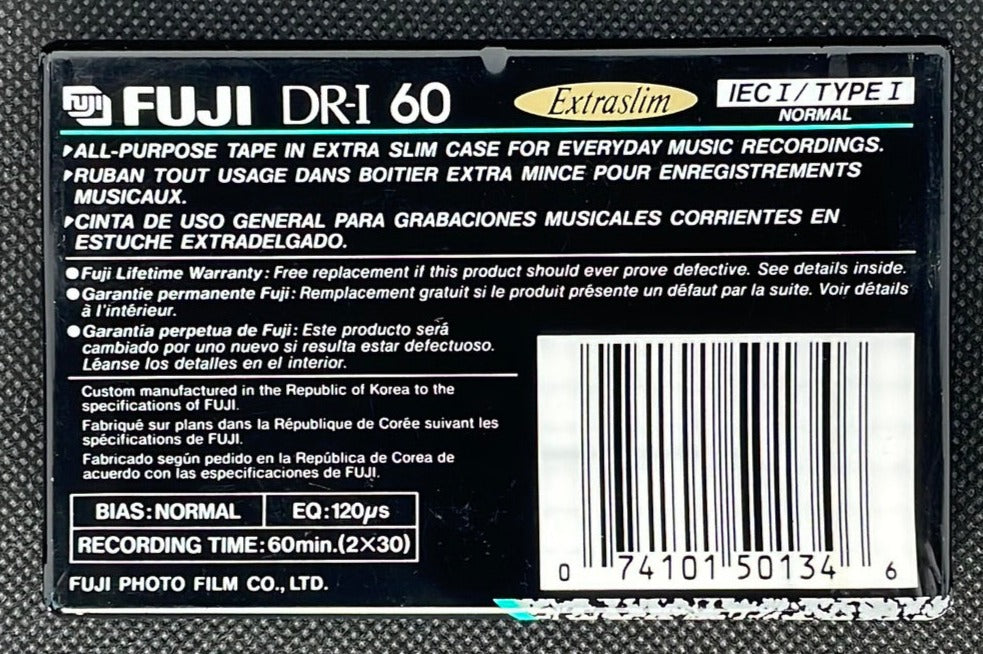 FUJI FUJI DR-I 60 Extraslim IEC I / TYPE I
NORMAL
ALL-PURPOSE TAPE IN EXTRA SLIM CASE FOR EVERYDAY MUSIC RECORDINGS.
RUBAN TOUT USAGE DANS BOITIER EXTRA MINCE POUR ENREGISTREMENTS
MUSICAUX.
CINTA DE USO GENERAL PARA GRABACIONES MUSICALES CORRIENTES EN
ESTUCHE EXTRADELGADO.
●Fuji Lifetime Warranty: Free replacement if this product should ever prove defective. See details inside.
●Garantie permanente Fuji: Remplacement gratuit si le produit présente un défaut par la suite. Voir détails
à l'intérieur.
●Garantía perpetua de Fuji: Este producto será
cambiado por uno nuevo si resulta estar defectuoso.
Léanse los detalles en el interior.
Custom manufactured in the Republic of Korea to the
specifications of FUJI.
Fabriqué sur plans dans la République de Corée suivant les
spécifications de FUJI.
Fabricado según pedido en la República de Corea de
acuerdo con las especificaciones de FUJI.
BIAS: NORMAL EQ: 120µs
RECORDING TIME: 60min. (2×30)
FUJI PHOTO FILM CO., LTD.
0 74101 50134 6